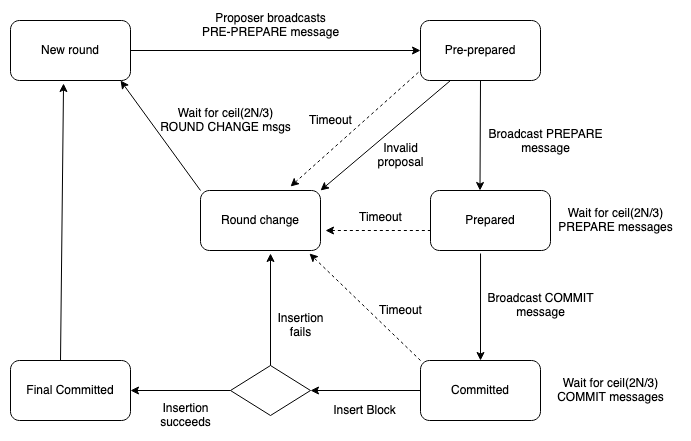 Proposer broadcasts
PRE-PREPARE message
New round
Pre-prepared
Wait for ceil(2N/3)
ROUND CHANGE msgs
Timeout
Invalid
proposal
Broadcast PREPARE
message
Round change
Timeout
Prepared
Wait for ceil(2N/3)
PREPARE messages
Insertion
fails
Timeout
Broadcast COMMIT
message
Final Committed
Insertion
succeeds
Insert Block
Committed
Wait for ceil(2N/3)
COMMIT messages